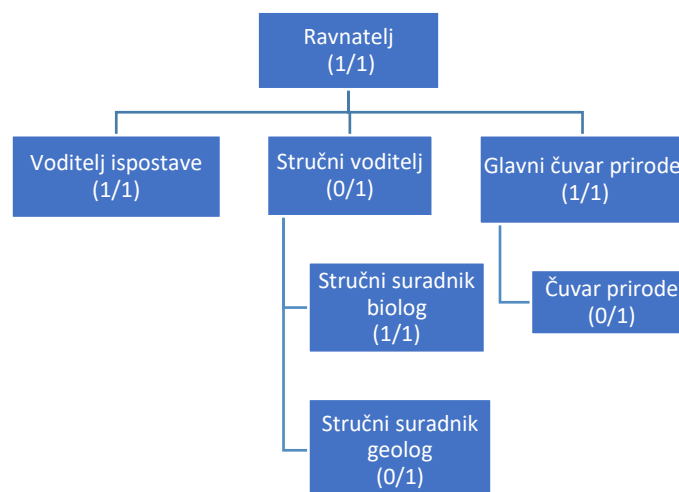 Ravnatelj
(1/1)
Voditelj ispostave
(1/1)
Stručni voditelj
(0/1)
Glavni čuvar prirode
(1/1)
Stručni suradnik
biolog
(1/1)
Čuvar prirode
(0/1)
Stručni suradnik
geolog
(0/1)